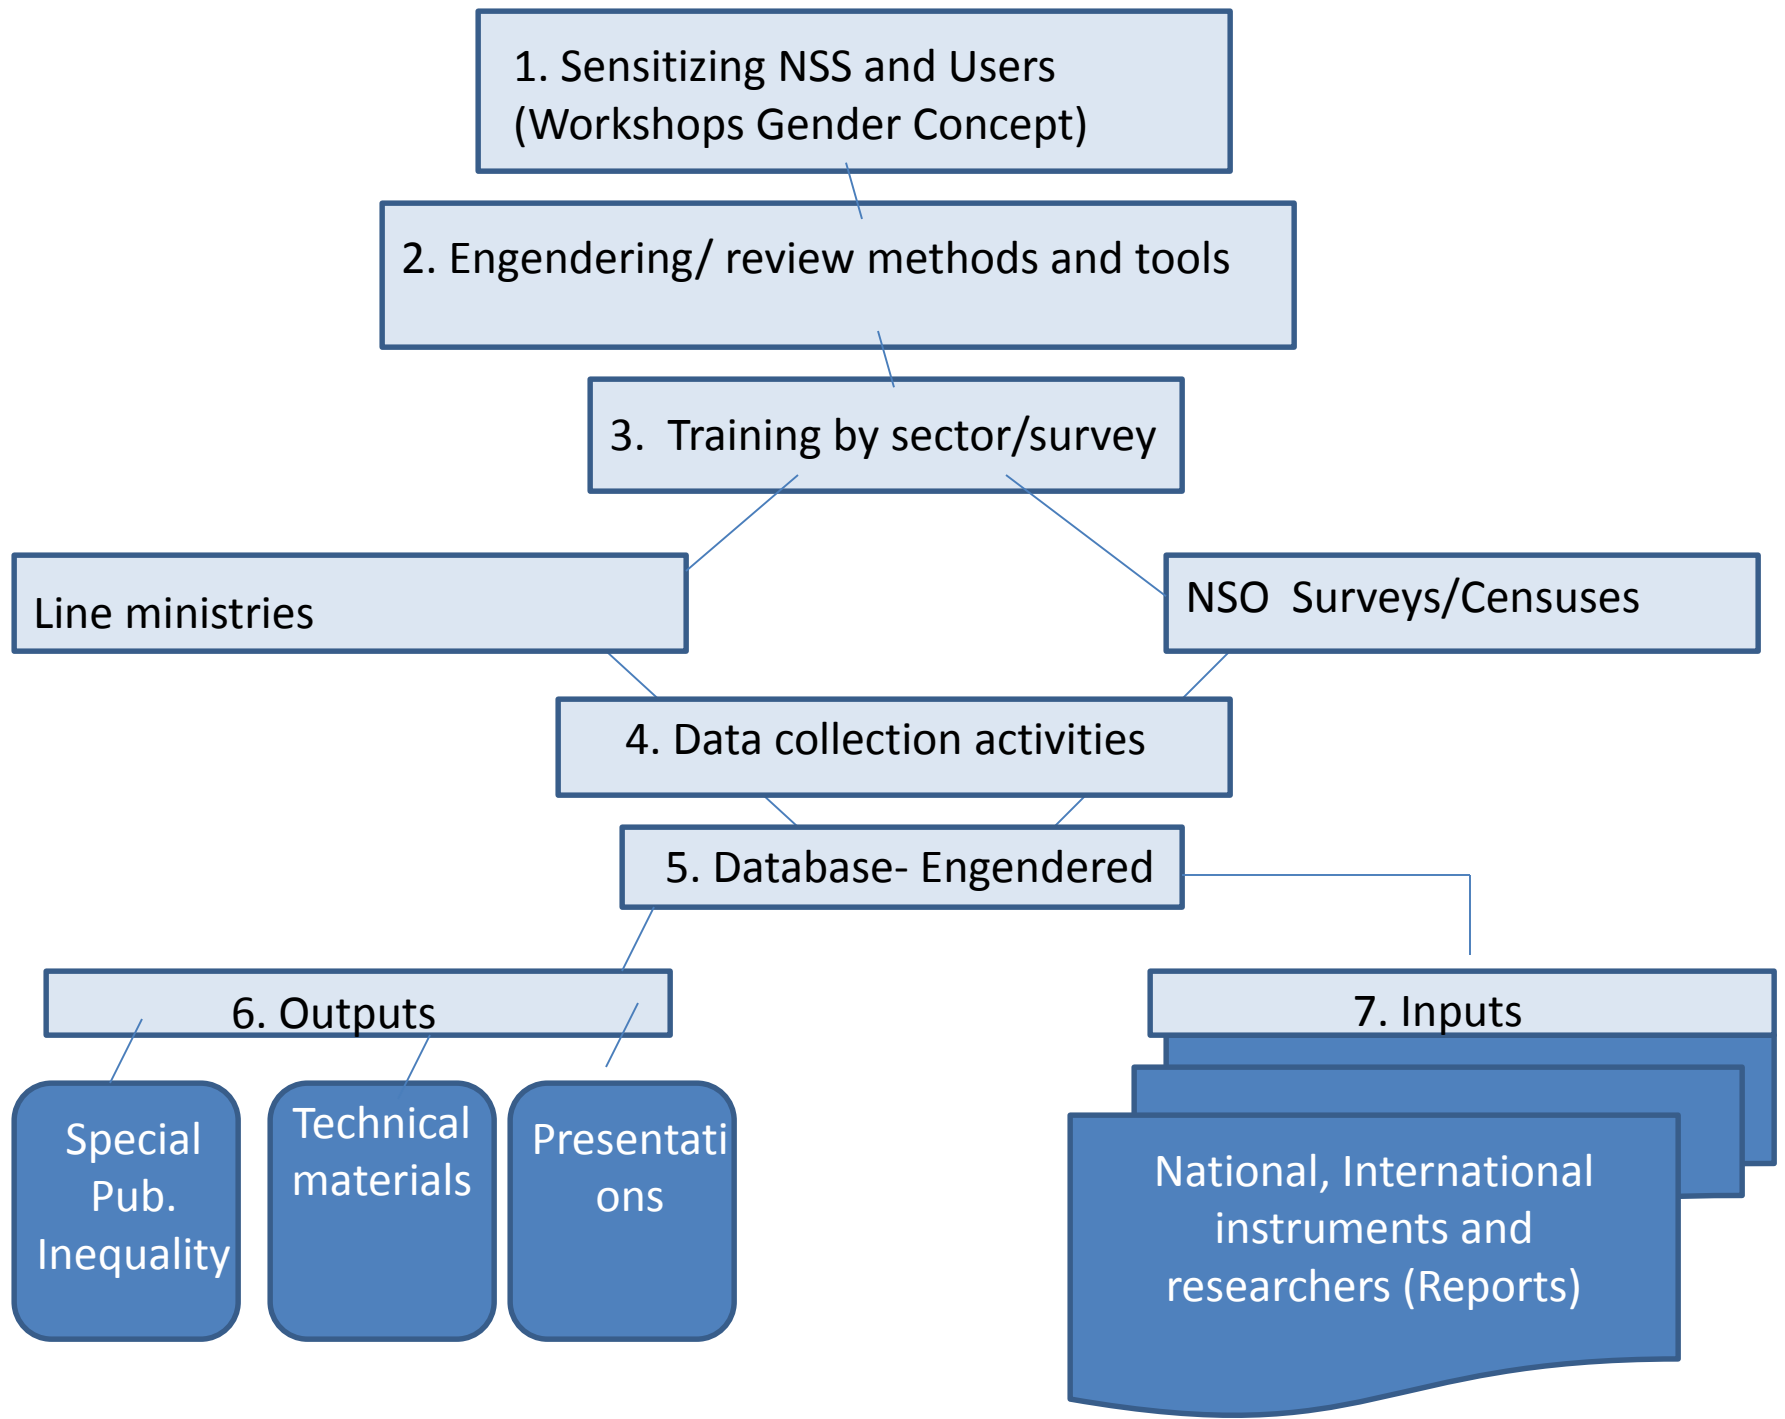 1. Sensitizing NSS and Users
(Workshops Gender Concept)
2. Engendering/ review methods and tools
3.  Training by sector/survey
Line ministries
NSO  Surveys/Censuses
4. Data collection activities
5. Database- Engendered
6. Outputs
7. Inputs
Special
Pub.
Inequality
Technical
materials
Presentati
ons
National, International
instruments and
researchers (Reports)